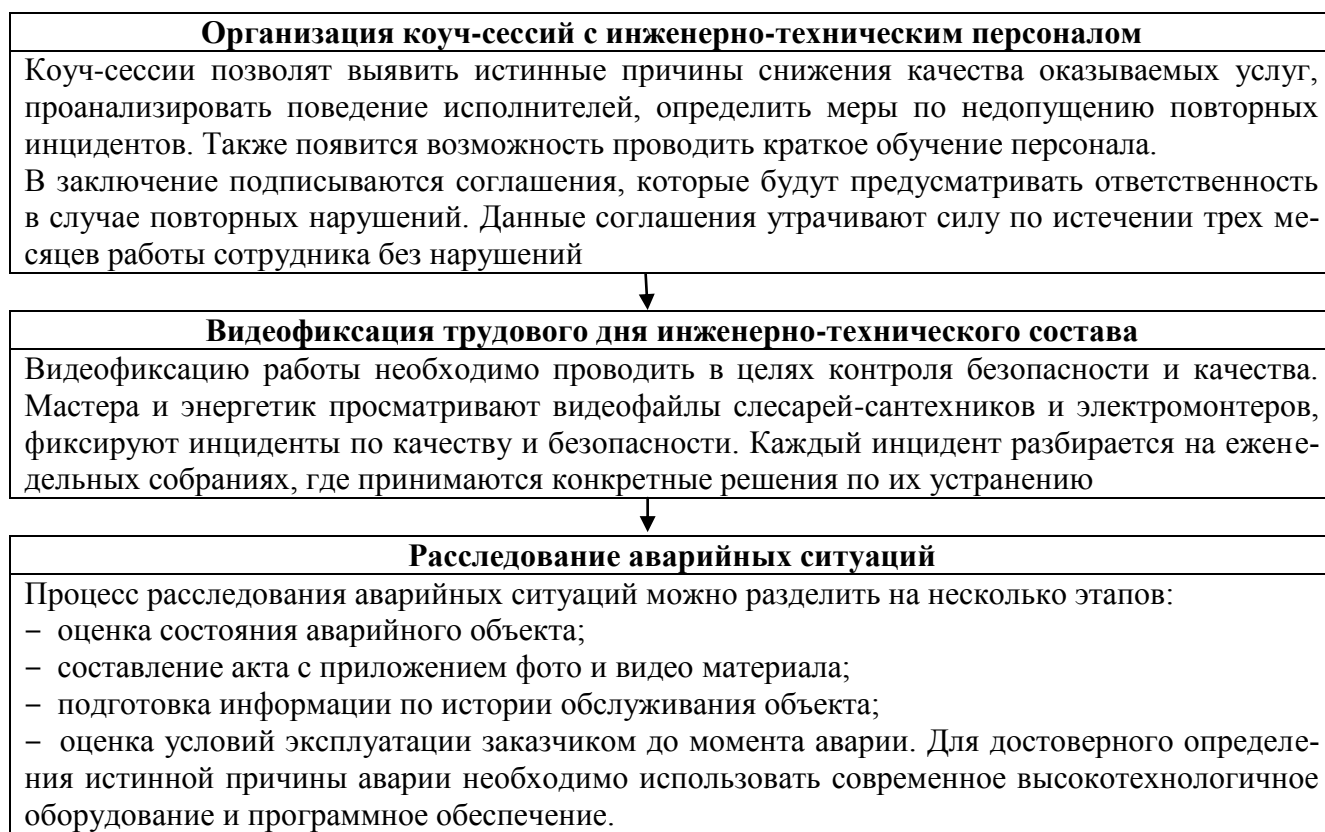 Организация коуч-сессий с инженерно-техническим персоналом
Коуч-сессии позволят выявить истинные причины снижения качества оказываемых услуг,
проанализировать поведение исполнителей, определить меры по недопущению повторных
инцидентов. Также появится возможность проводить краткое обучение персонала.
В заключение подписываются соглашения, которые будут предусматривать ответственность
в случае повторных нарушений. Данные соглашения утрачивают силу по истечении трех ме-
сяцев работы сотрудника без нарушений
Видеофиксация трудового дня инженерно-технического состава
Видеофиксацию работы необходимо проводить в целях контроля безопасности и качества.
Мастера и энергетик просматривают видеофайлы слесарей-сантехников и электромонтеров,
фиксируют инциденты по качеству и безопасности. Каждый инцидент разбирается на ежене-
дельных собраниях, где принимаются конкретные решения по их устранению
Расследование аварийных ситуаций
Процесс расследования аварийных ситуаций можно разделить на несколько этапов:
– оценка состояния аварийного объекта;
– составление акта с приложением фото и видео материала;
– подготовка информации по истории обслуживания объекта;
– оценка условий эксплуатации заказчиком до момента аварии. Для достоверного определе-
ния истинной причины аварии необходимо использовать современное высокотехнологичное
оборудование и программное обеспечение.